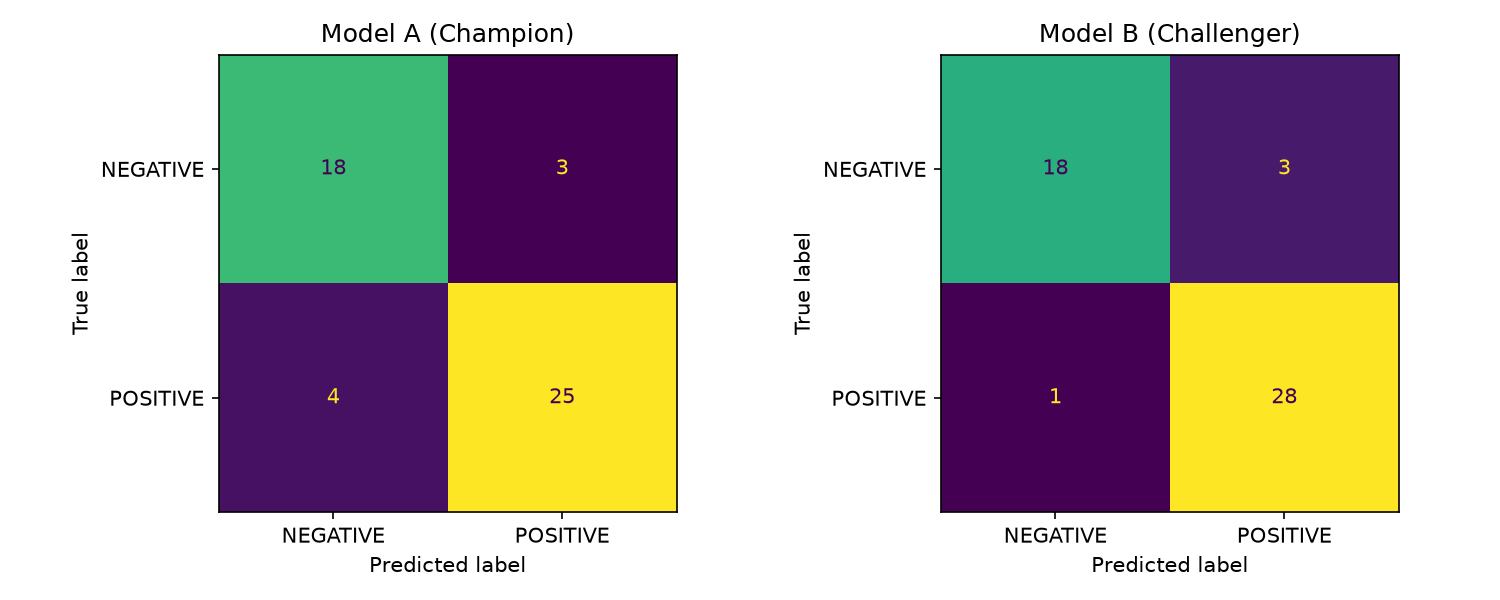 Model A (Champion)
NEGATIVE
18
3
True label
POSITIVE
4
25
NEGATIVE
POSITIVE
Predicted label
Model B (Challenger)
NEGATIVE
18
3
True label
POSITIVE
1
28
NEGATIVE
POSITIVE
Predicted label